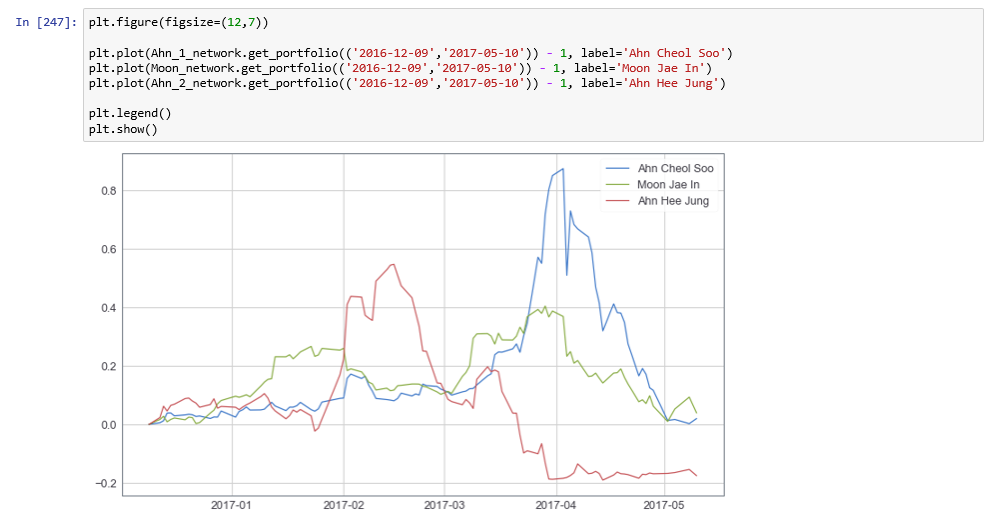 In [247]: plt.figure(figsize=(12,7))
plt.plot(Ahn_1_network.get_portfolio(('2016-12-09','2017-05-10')) - 1, label='Ahn Cheol Soo')
plt.plot(Moon_network.get_portfolio(('2016-12-09','2017-05-10')) - 1, label='Moon Jae In')
plt.plot(Ahn_2_network.get_portfolio(('2016-12-09','2017-05-10')) - 1, label='Ahn Hee Jung')
plt.legend()
plt.show()
Ahn Cheol Soo
Moon Jae In
Ahn Hee Jung
0.8
0.6
0.4
0.2
0.0
−0.2
2017-01 2017-02 2017-03 2017-04 2017-05